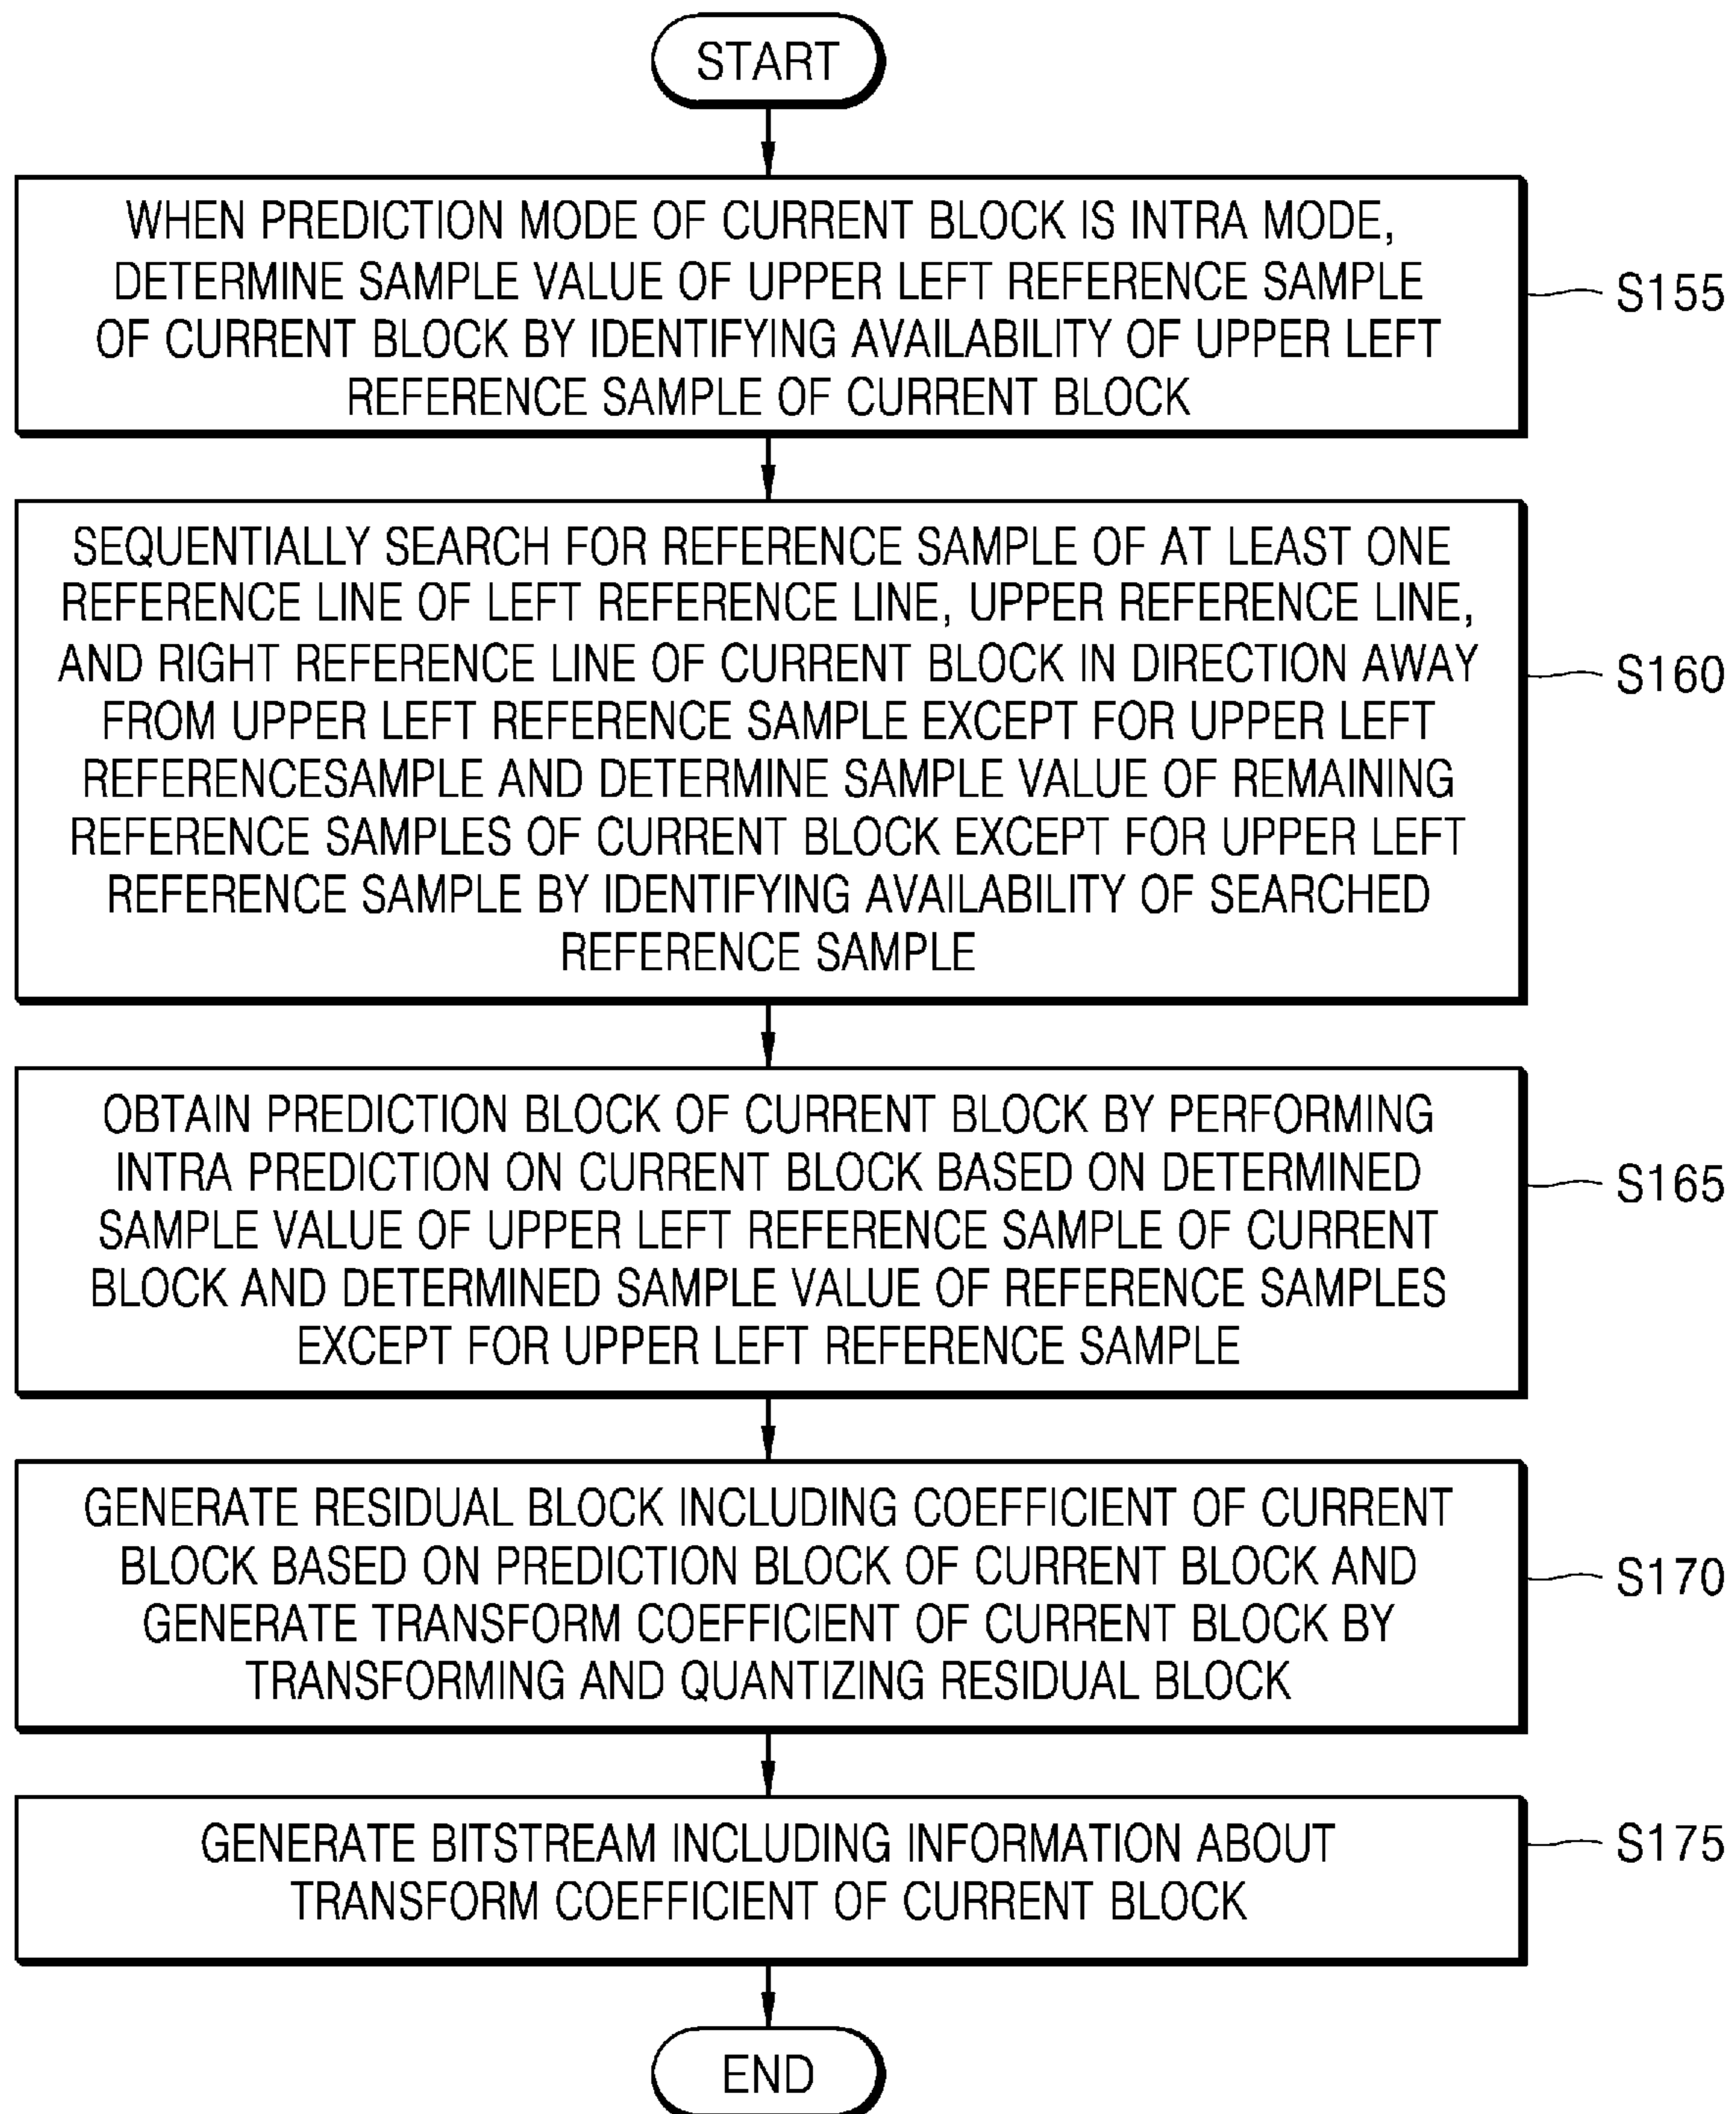 START
WHEN PREDICTION MODE OF CURRENT BLOCK IS INTRA MODE,
DETERMINE SAMPLE VALUE OF UPPER LEFT REFERENCE SAMPLE
OF CURRENT BLOCK BY IDENTIFYING AVAILABILITY OF UPPER LEFT
REFERENCE SAMPLE OF CURRENT BLOCK
S155
SEQUENTIALLY SEARCH FOR REFERENCE SAMPLE OF AT LEAST ONE
REFERENCE LINE OF LEFT REFERENCE LINE, UPPER REFERENCE LINE,
AND RIGHT REFERENCE LINE OF CURRENT BLOCK IN DIRECTION AWAY
FROM UPPER LEFT REFERENCE SAMPLE EXCEPT FOR UPPER LEFT
REFERENCESAMPLE AND DETERMINE SAMPLE VALUE OF REMAINING
REFERENCE SAMPLES OF CURRENT BLOCK EXCEPT FOR UPPER LEFT
REFERENCE SAMPLE BY IDENTIFYING AVAILABILITY OF SEARCHED
REFERENCE SAMPLE
S160
OBTAIN PREDICTION BLOCK OF CURRENT BLOCK BY PERFORMING
INTRA PREDICTION ON CURRENT BLOCK BASED ON DETERMINED
SAMPLE VALUE OF UPPER LEFT REFERENCE SAMPLE OF CURRENT
BLOCK AND DETERMINED SAMPLE VALUE OF REFERENCE SAMPLES
EXCEPT FOR UPPER LEFT REFERENCE SAMPLE
S165
GENERATE RESIDUAL BLOCK INCLUDING COEFFICIENT OF CURRENT
BLOCK BASED ON PREDICTION BLOCK OF CURRENT BLOCK AND
GENERATE TRANSFORM COEFFICIENT OF CURRENT BLOCK BY
TRANSFORMING AND QUANTIZING RESIDUAL BLOCK
S170
GENERATE BITSTREAM INCLUDING INFORMATION ABOUT
TRANSFORM COEFFICIENT OF CURRENT BLOCK
S175
END